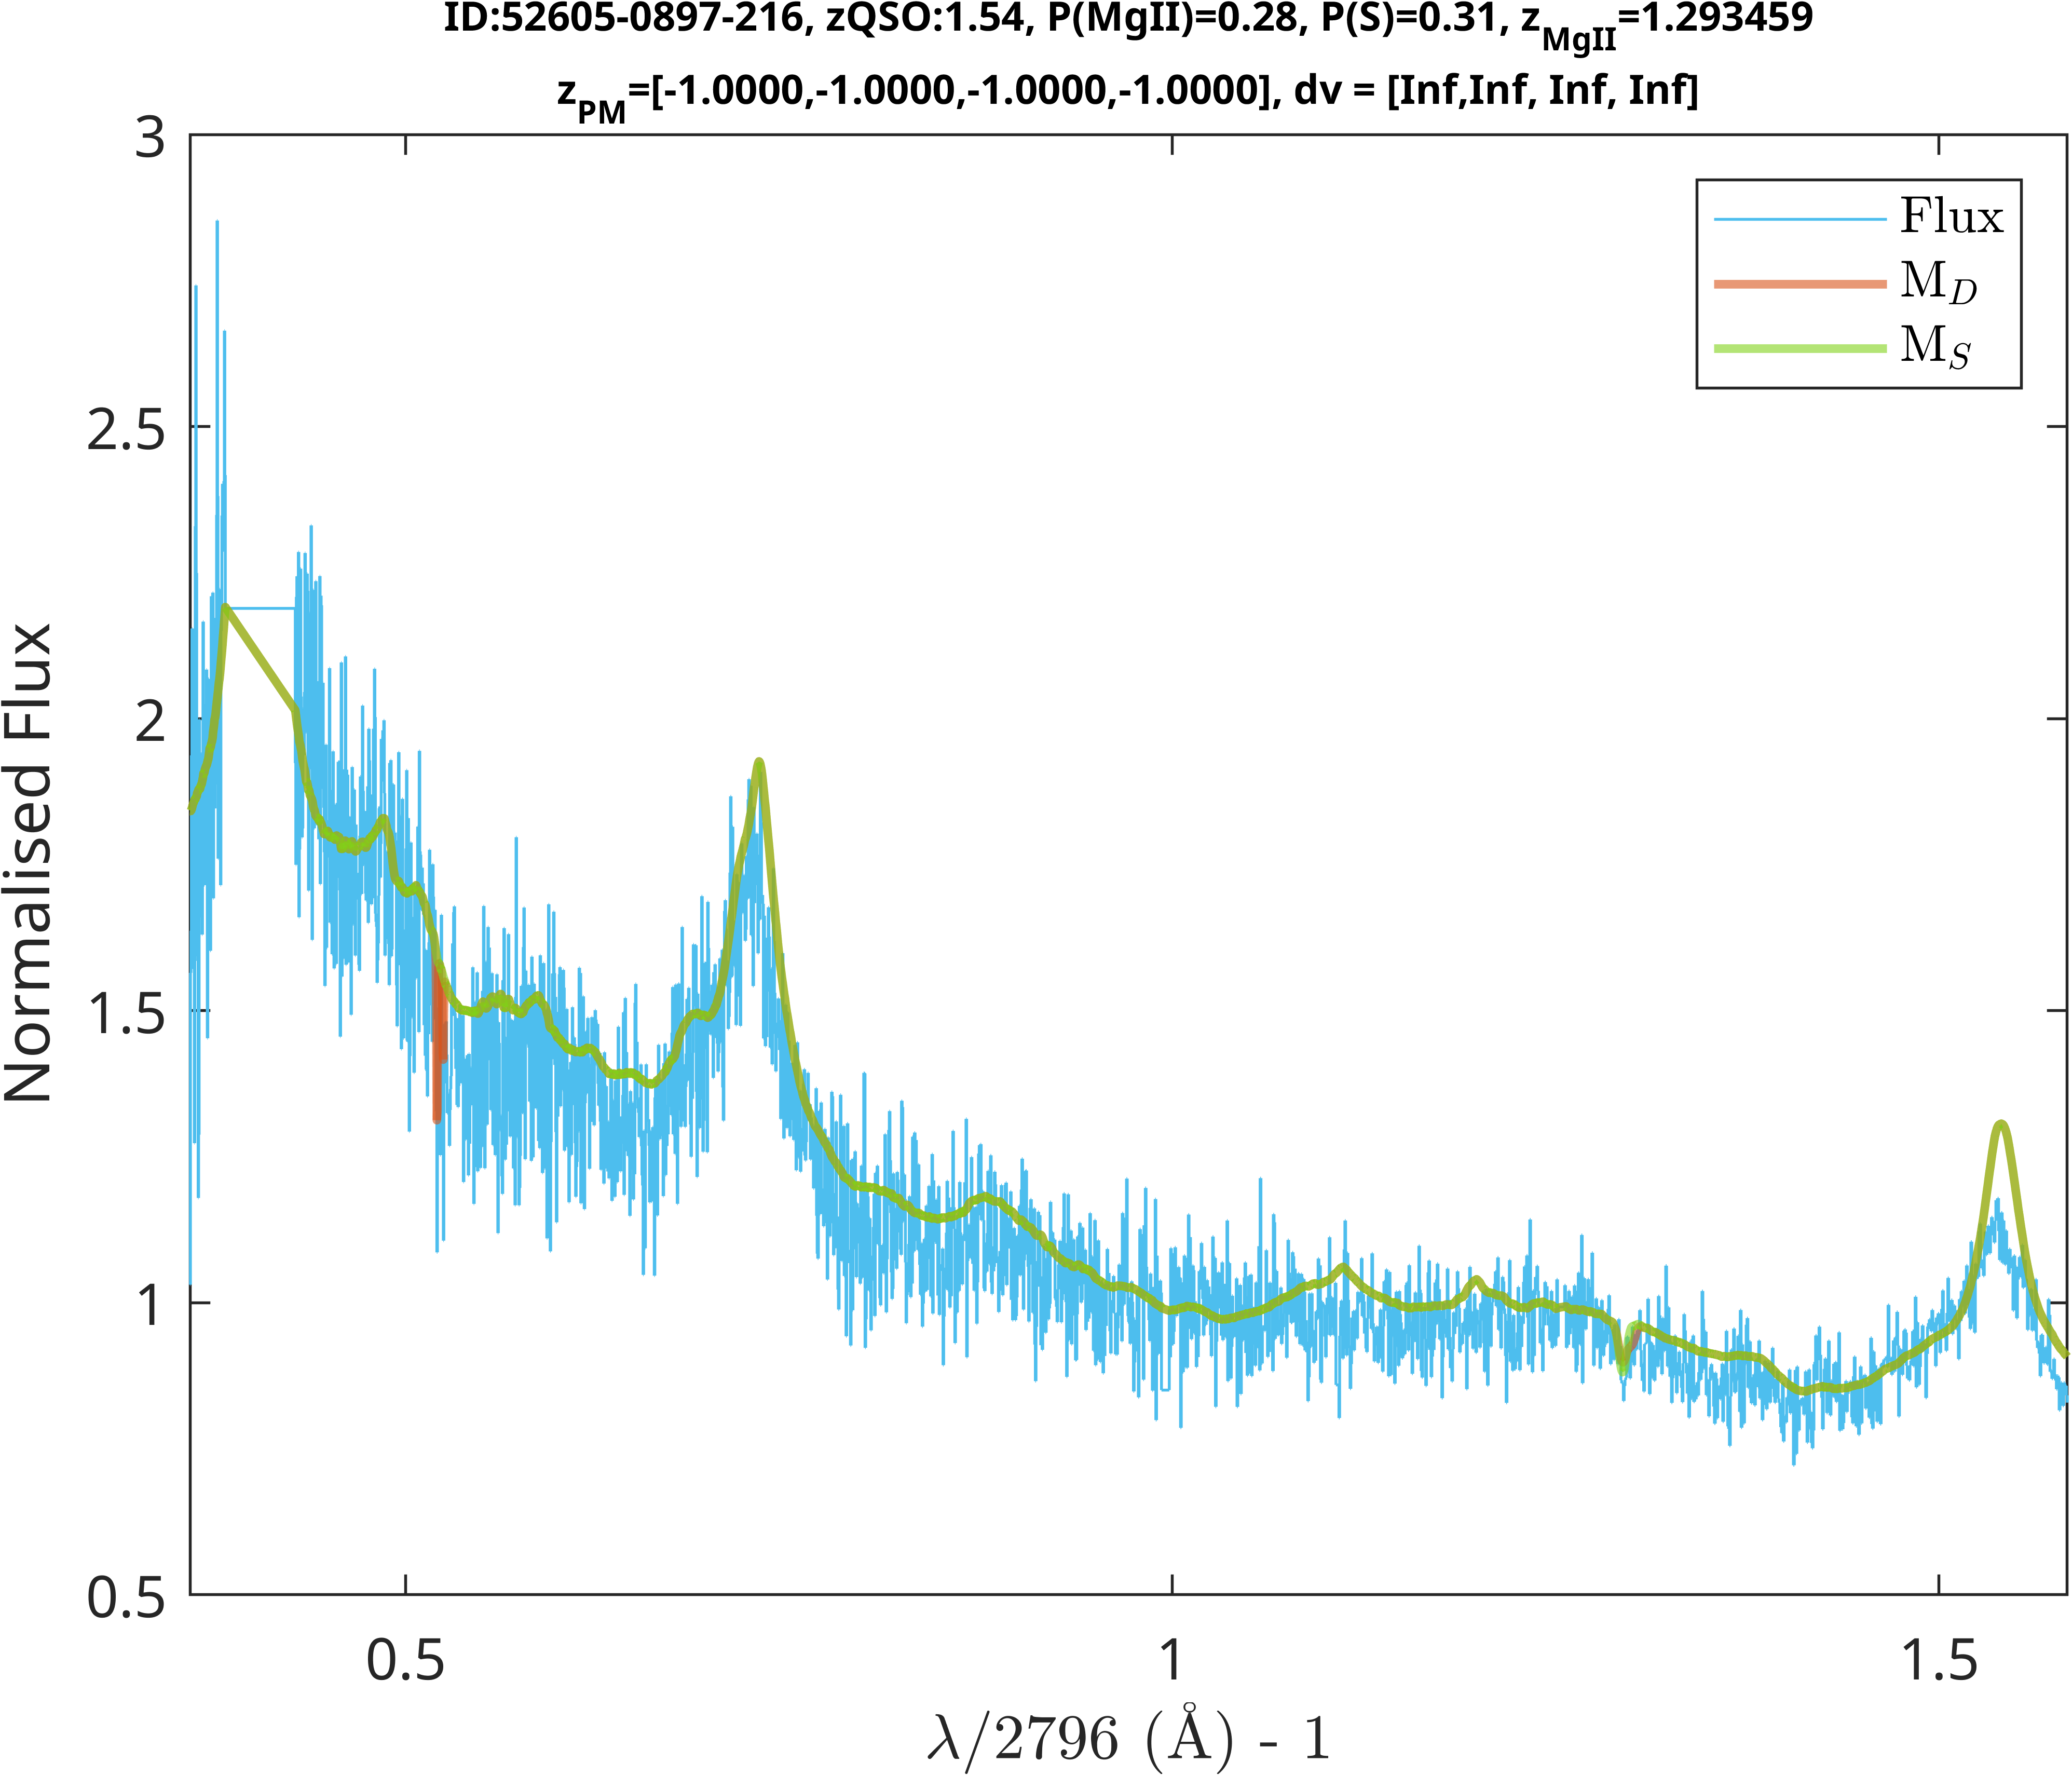 ID:52605-0897-216, zQSO:1.54, P(MgII)=0.28, P(S)=0.31, zMgII=1.293459
zPM=[-1.0000,-1.0000,-1.0000,-1.0000], dv = [Inf,Inf, Inf, Inf]
3
2.5
2
1.5
1
0.5
Normalised Flux
Flux
MD
MS
0.5
1
1.5
λ/2796 (Å) - 1